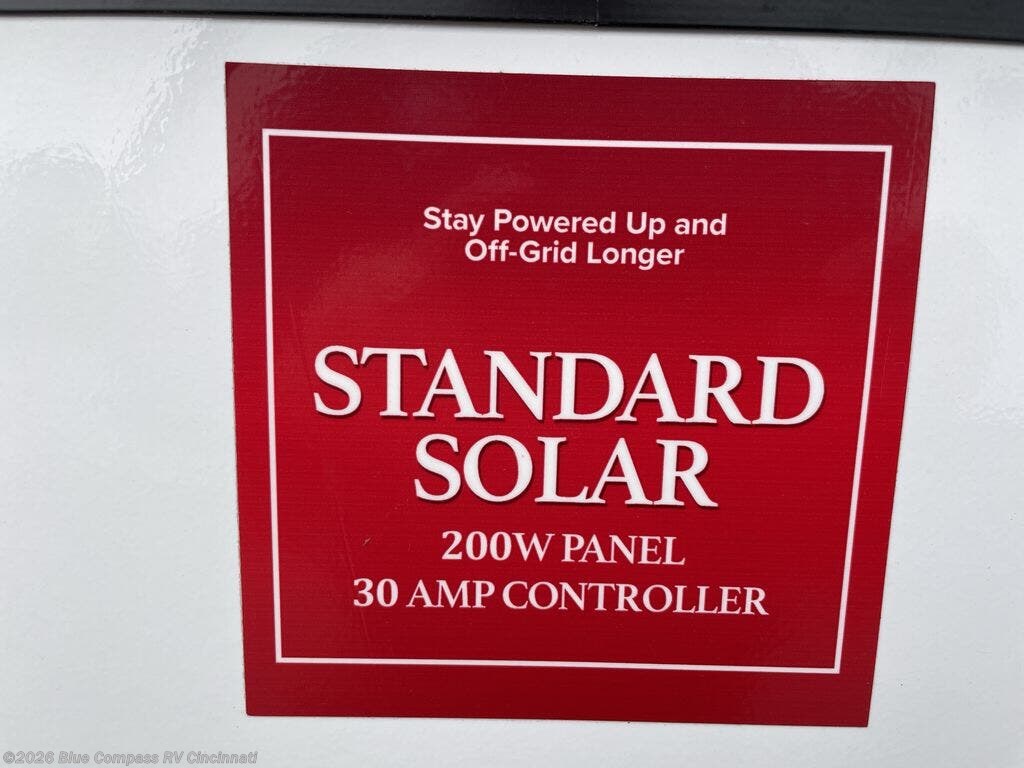 Stay Powered Up and
Off-Grid Longer
STANDARD
SOLAR
200W PANEL
30 AMP CONTROLLER
©2026 Blue Compass RV Cincinnati